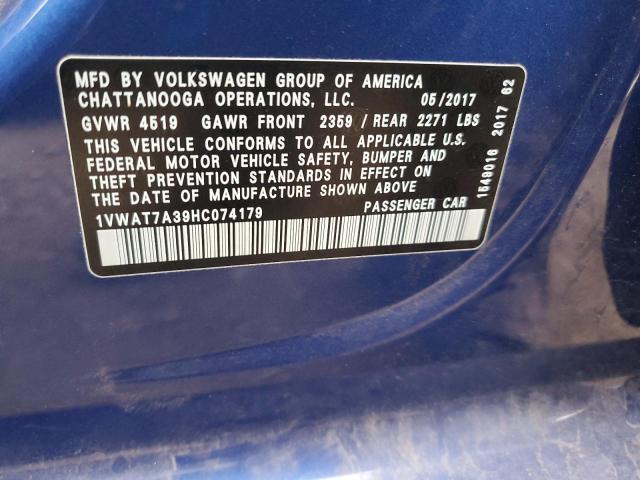 MFD BY VOLKSWAGEN GROUP OF AMERICA
CHATTANOOGA OPERATIONS, LLC. 05/2017
GVWR 4519 GAWR FRONT 2359 / REAR 2271 LBS
THIS VEHICLE CONFORMS TO ALL APPLICABLE U.S.
FEDERAL MOTOR VEHICLE SAFETY, BUMPER AND
THEFT PREVENTION STANDARDS IN EFFECT ON
THE DATE OF MANUFACTURE SHOWN ABOVE
1VWAT7A39HC074179 PASSENGER CAR
1549016 2017 62